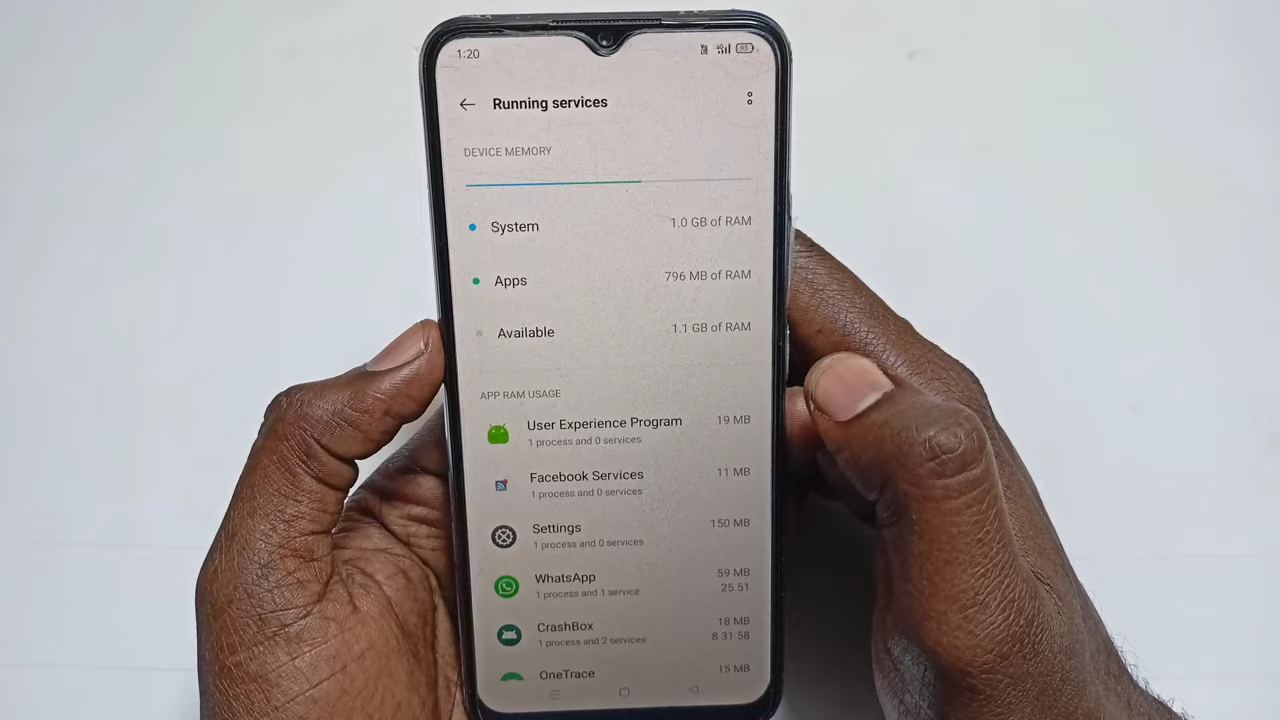 1:20
95
Running services
DEVICE MEMORY
System 1.0 GB of RAM
Apps 796 MB of RAM
Available 1.1 GB of RAM
APP RAM USAGE
User Experience Program 19 MB
1 process and 0 services
Facebook Services 11 MB
1 process and 0 services
Settings 150 MB
1 process and 0 services
WhatsApp 59 MB
1 process and 1 service 25.51
CrashBox 18 MB
1 process and 2 services 8 31:58
OneTrace 15 MB